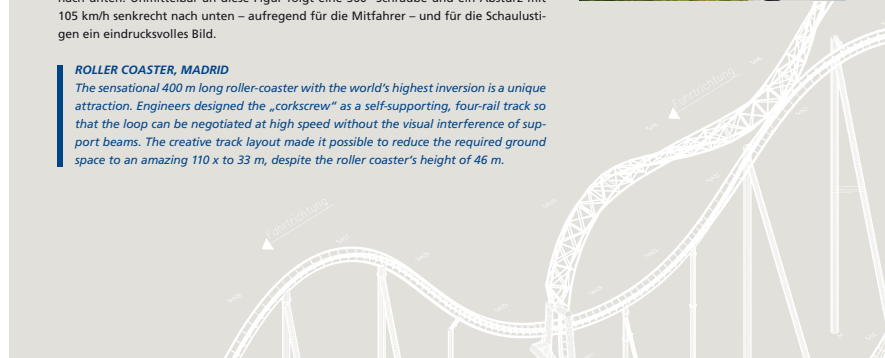 nach unten. Unmittelbar an diese Figur folgt eine 360°-Schraube und ein Absturz mit
105 km/h senkrecht nach unten – aufregend für die Mitfahrer – und für die Schaulusti-
gen ein eindrucksvolles Bild.
ROLLER COASTER, MADRID
The sensational 400 m long roller-coaster with the world's highest inversion is a unique
attraction. Engineers designed the „corkscrew" as a self-supporting, four-rail track so
that the loop can be negotiated at high speed without the visual interference of sup-
port beams. The creative track layout made it possible to reduce the required ground
space to an amazing 110 x to 33 m, despite the roller coaster's height of 46 m.
Fahrtrichtung
Fahrtrichtung